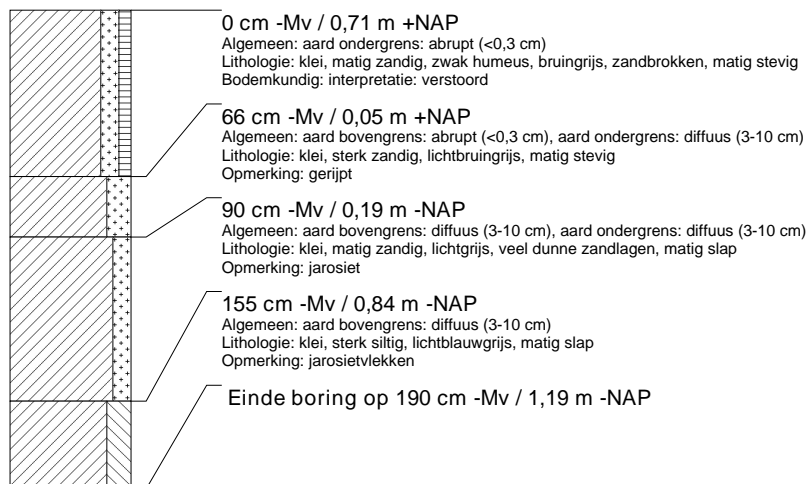 0 cm -Mv / 0,71 m +NAP
Algemeen: aard ondergrens: abrupt (<0,3 cm)
Lithologie: klei, matig zandig, zwak humeus, bruingrijs, zandbrokken, matig stevig
Bodemkundig: interpretatie: verstoord
66 cm -Mv / 0,05 m +NAP
Algemeen: aard bovengrens: abrupt (<0,3 cm), aard ondergrens: diffuus (3-10 cm)
Lithologie: klei, sterk zandig, lichtbruingrijs, matig stevig
Opmerking: gerijpt
90 cm -Mv / 0,19 m -NAP
Algemeen: aard bovengrens: diffuus (3-10 cm), aard ondergrens: diffuus (3-10 cm)
Lithologie: klei, matig zandig, lichtgrijs, veel dunne zandlagen, matig slap
Opmerking: jarosiet
155 cm -Mv / 0,84 m -NAP
Algemeen: aard bovengrens: diffuus (3-10 cm)
Lithologie: klei, sterk siltig, lichtblauwgrijs, matig slap
Opmerking: jarosietvlekken
Einde boring op 190 cm -Mv / 1,19 m -NAP